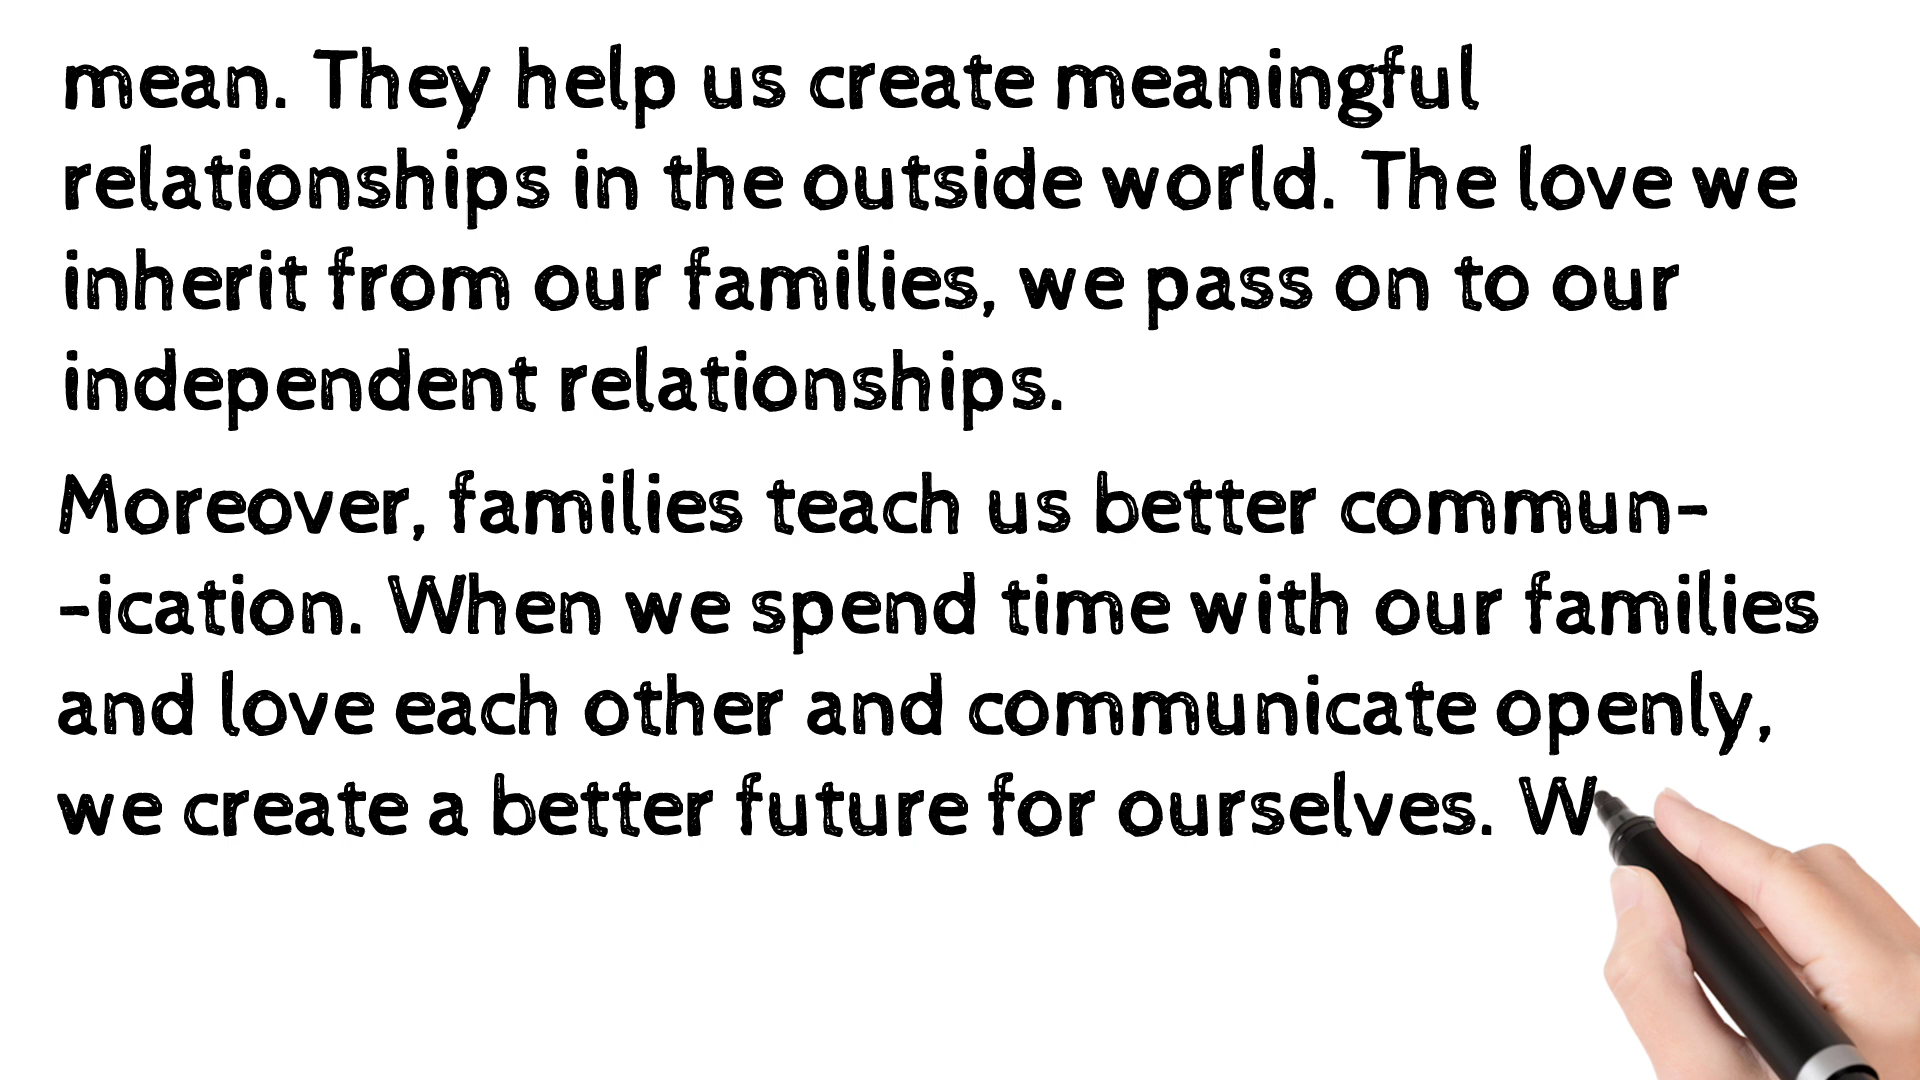 mean. They help us create meaningful
relationships in the outside world. The love we
inherit from our families, we pass on to our
independent relationships.
Moreover, families teach us better commun-
-ication. When we spend time with our families
and love each other and communicate openly,
we create a better future for ourselves. W